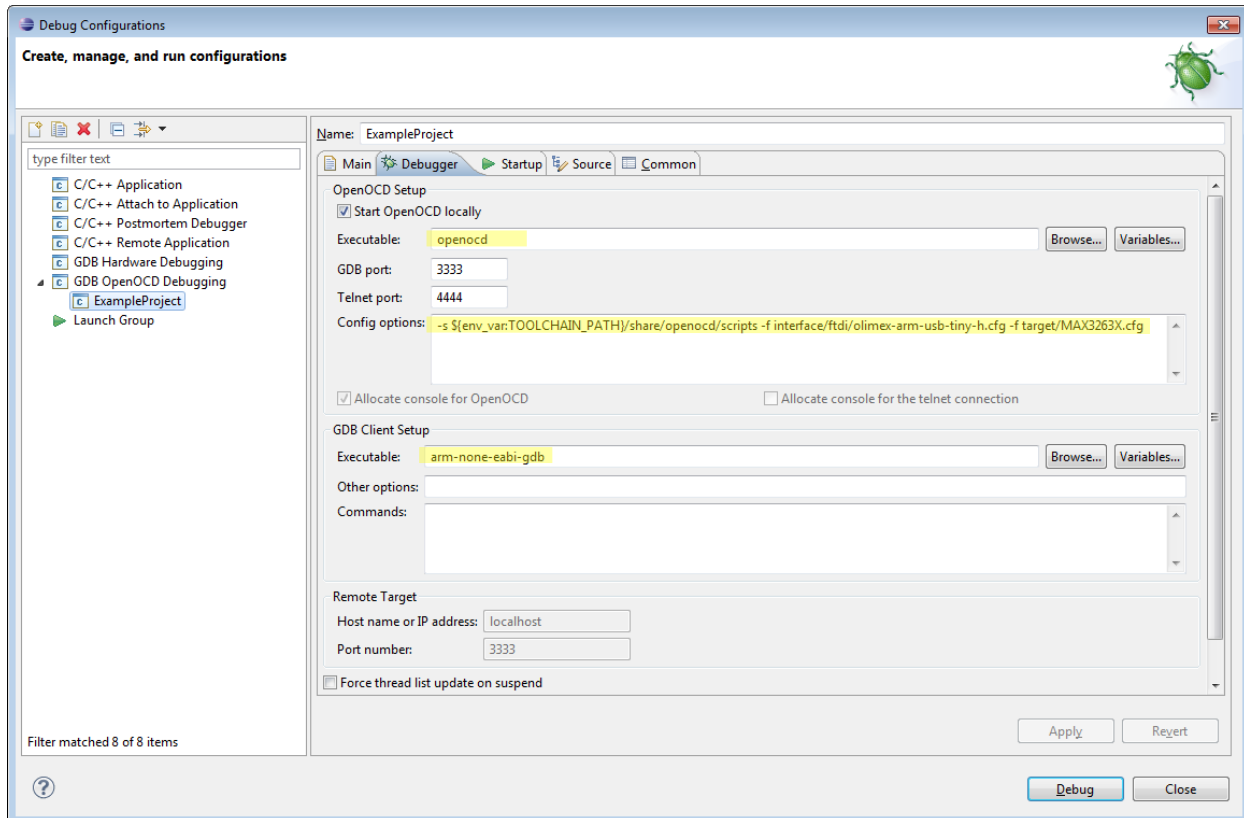 Debug Configurations
Create, manage, and run configurations
type filter text
C/C++ Application
C/C++ Attach to Application
C/C++ Postmortem Debugger
C/C++ Remote Application
GDB Hardware Debugging
GDB OpenOCD Debugging
ExampleProject
Launch Group
Filter matched 8 of 8 items
Name: ExampleProject
Main Debugger Startup Source Common
OpenOCD Setup
Start OpenOCD locally
Executable: openocd Browse... Variables...
GDB port: 3333
Telnet port: 4444
Config options: -s ${env_var:TOOLCHAIN_PATH}/share/openocd/scripts -f interface/ftdi/olimex-arm-usb-tiny-h.cfg -f target/MAX3263X.cfg
Allocate console for OpenOCD Allocate console for the telnet connection
GDB Client Setup
Executable: arm-none-eabi-gdb Browse... Variables...
Other options:
Commands:
Remote Target
Host name or IP address: localhost
Port number: 3333
Force thread list update on suspend
Apply Revert
? Debug Close